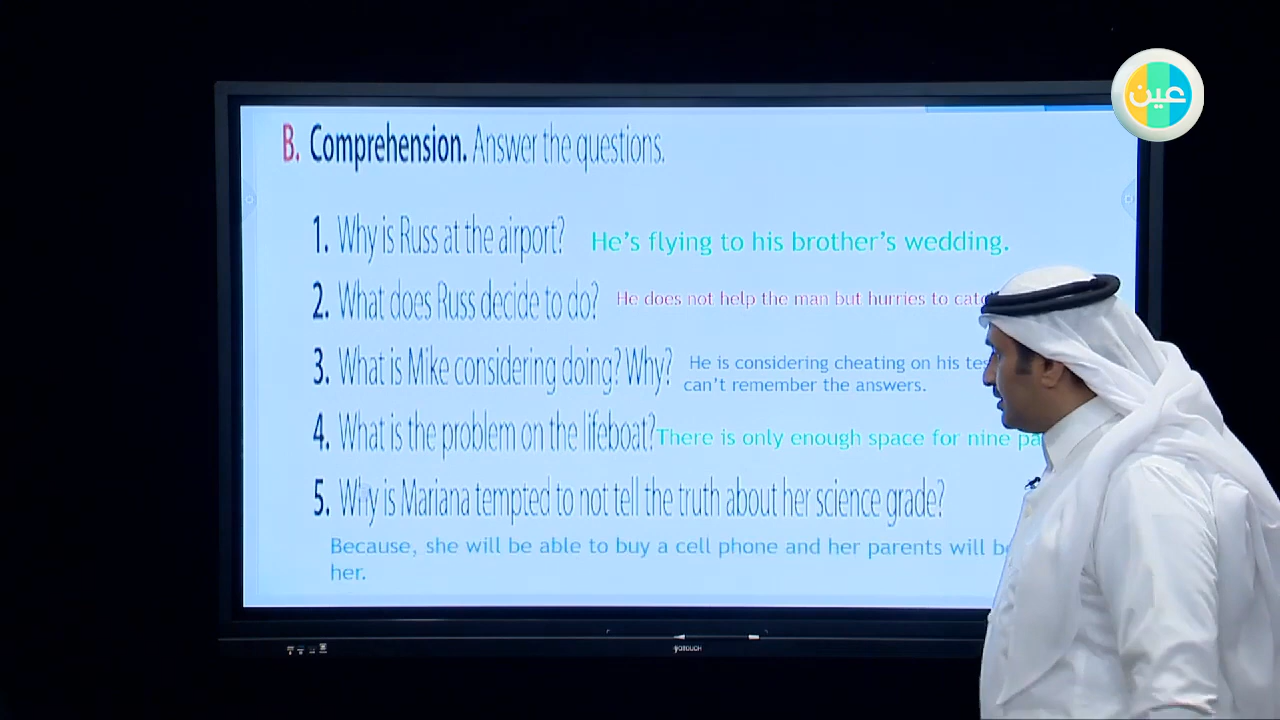 عين
B. Comprehension. Answer the questions.
1. Why is Russ at the airport? He's flying to his brother's wedding.
2. What does Russ decide to do? He does not help the man but hurries to
3. What is Mike considering doing? Why? He is considering cheating on his
can't remember the answers.
4. What is the problem on the lifeboat? There is only enough space for nine
5. Why is Mariana tempted to not tell the truth about her science grade?
Because, she will be able to buy a cell phone and her parents will
her.